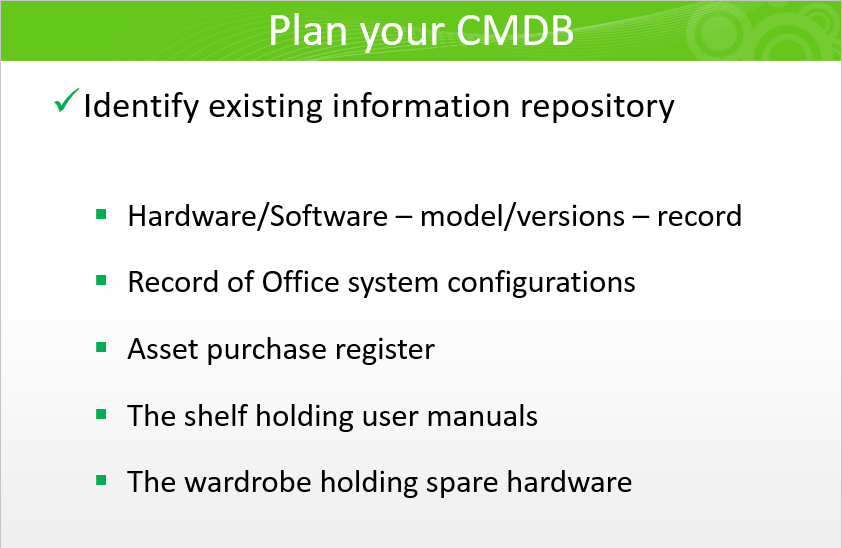 Plan your CMDB
Identify existing information repository
Hardware/Software – model/versions – record
Record of Office system configurations
Asset purchase register
The shelf holding user manuals
The wardrobe holding spare hardware